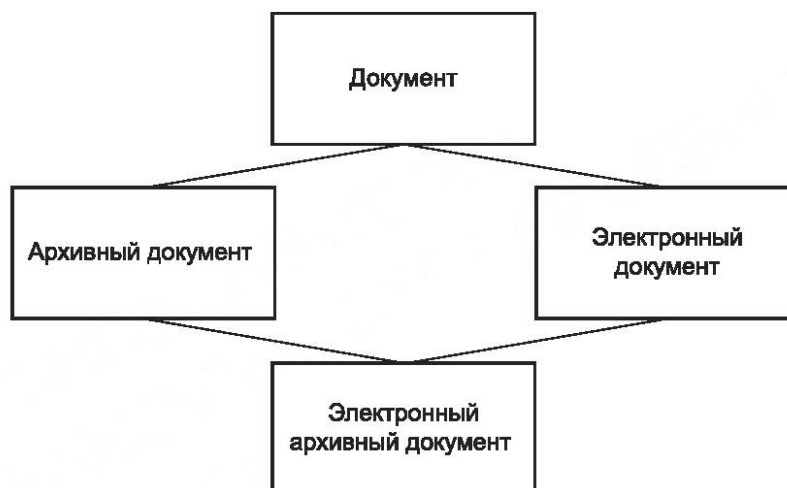 Документ
Архивный документ
Электронный
документ
Электронный
архивный документ